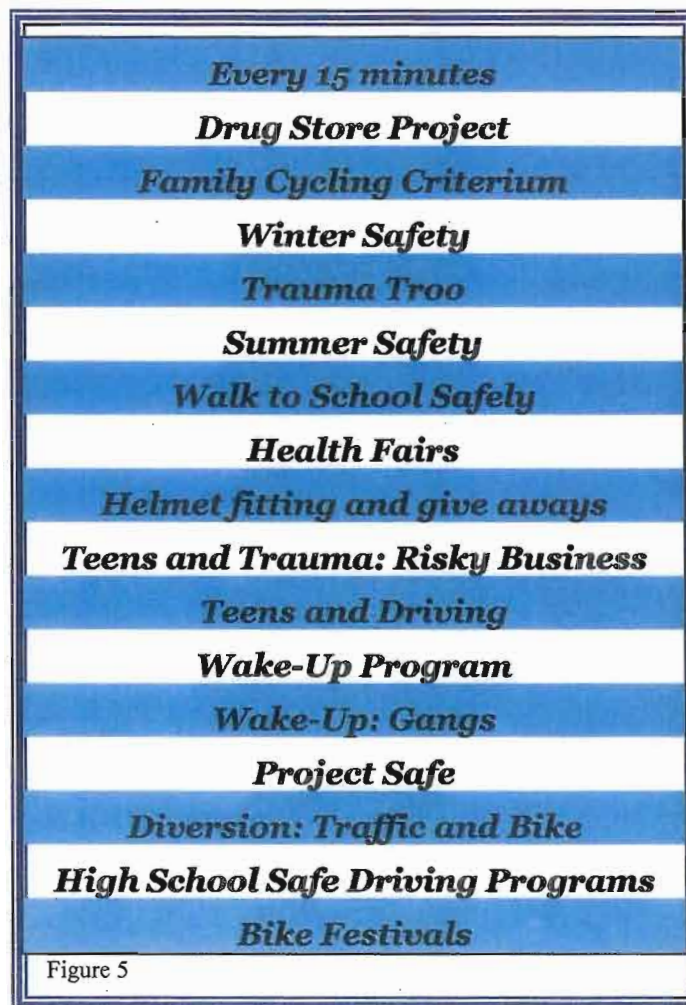 Every 15 minutes
Drug Store Project
Family Cycling Criterium
Winter Safety
Trauma Troo
Summer Safety
Walk to School Safely
Health Fairs
Helmet fitting and give aways
Teens and Trauma: Risky Business
Teens and Driving
Wake-Up Program
Wake-Up: Gangs
Project Safe
Diversion: Traffic and Bike
High School Safe Driving Programs
Bike Festivals
Figure 5